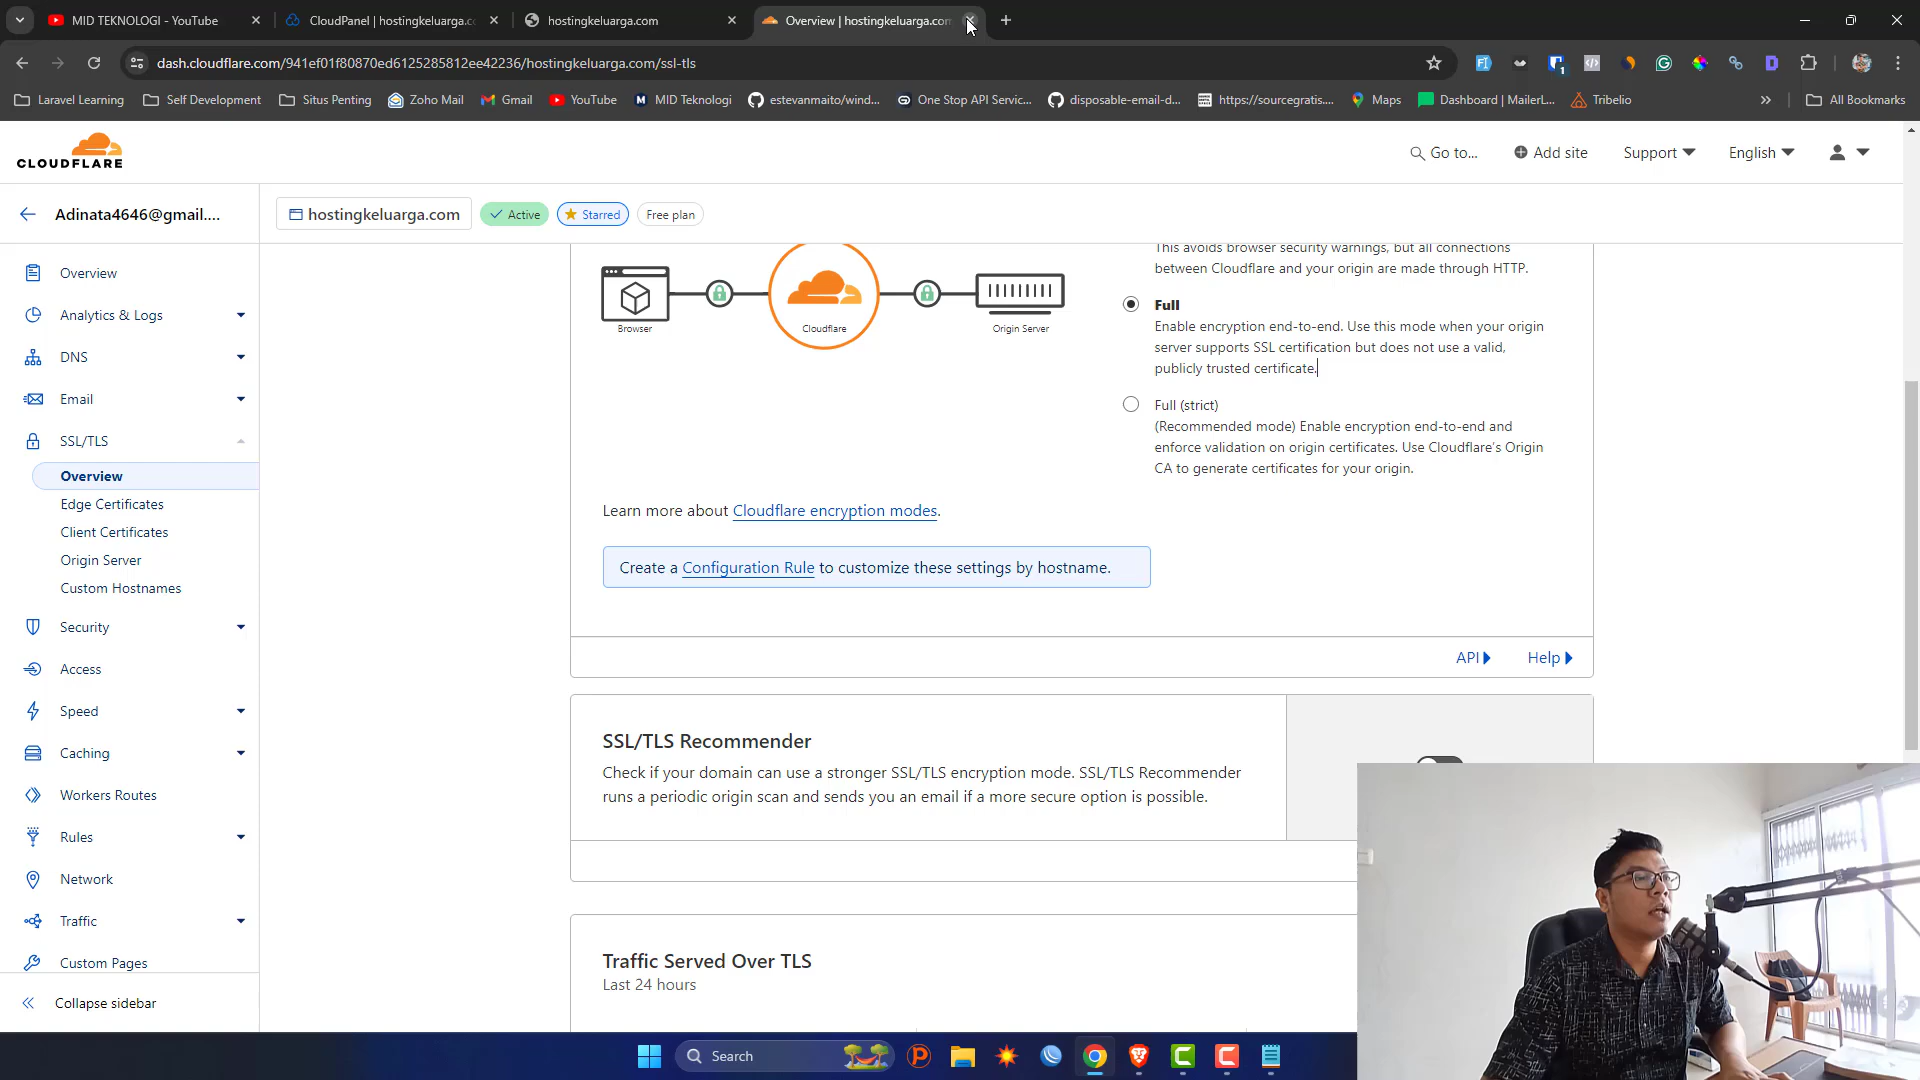 MID TEKNOLOGI - YouTube
CloudPanel | hostingkeluarga.co
hostingkeluarga.com
Overview | hostingkeluarga.com
dash.cloudflare.com/941ef01f80870ed6125285812ee42236/hostingkeluarga.com/ssl-tls
Laravel Learning
Self Development
Situs Penting
Zoho Mail
Gmail
YouTube
MID Teknologi
estevanmaito/wind...
One Stop API Servic...
disposable-email-d...
https://sourcegratis....
Maps
Dashboard | MailerL...
Tribelio
All Bookmarks
CLOUDFLARE
Go to...
Add site
Support
English
Adinata4646@gmail....
hostingkeluarga.com
Active
Starred
Free plan
Overview
Analytics & Logs
DNS
Email
SSL/TLS
Overview
Edge Certificates
Client Certificates
Origin Server
Custom Hostnames
Security
Access
Speed
Caching
Workers Routes
Rules
Network
Traffic
Custom Pages
Collapse sidebar
Browser
Cloudflare
Origin Server
This avoids browser security warnings, but all connections
between Cloudflare and your origin are made through HTTP.
Full
Enable encryption end-to-end. Use this mode when your origin
server supports SSL certification but does not use a valid,
publicly trusted certificate.
Full (strict)
(Recommended mode) Enable encryption end-to-end and
enforce validation on origin certificates. Use Cloudflare's Origin
CA to generate certificates for your origin.
Learn more about Cloudflare encryption modes.
Create a Configuration Rule to customize these settings by hostname.
API
Help
SSL/TLS Recommender
Check if your domain can use a stronger SSL/TLS encryption mode. SSL/TLS Recommender
runs a periodic origin scan and sends you an email if a more secure option is possible.
Traffic Served Over TLS
Last 24 hours
Search